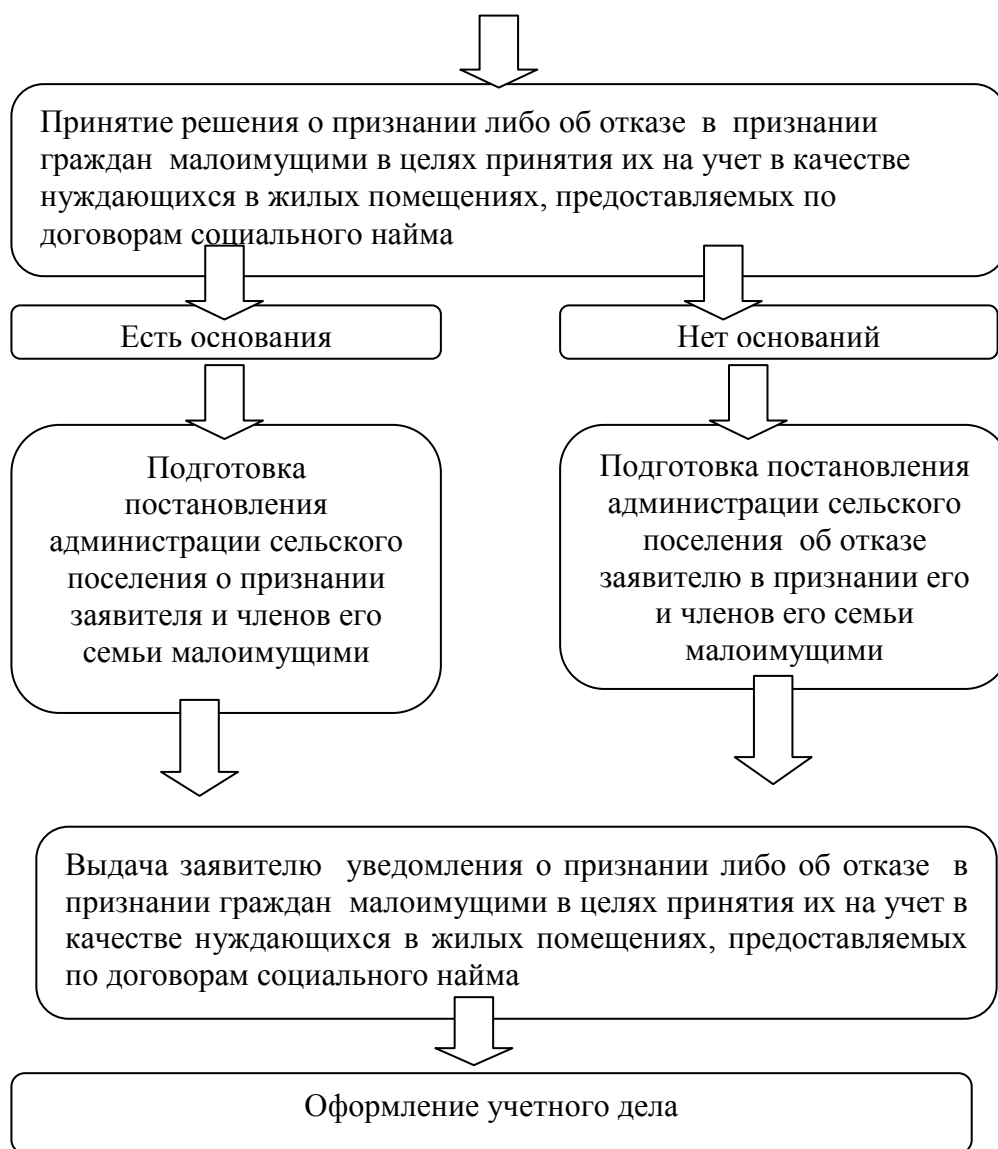 Принятие решения о признании либо об отказе в признании
граждан малоимущими в целях принятия их на учет в качестве
нуждающихся в жилых помещениях, предоставляемых по
договорам социального найма
Есть основания
Нет оснований
Подготовка
постановления
администрации сельского
поселения о признании
заявителя и членов его
семьи малоимущими
Подготовка постановления
администрации сельского
поселения об отказе
заявителю в признании его
и членов его семьи
малоимущими
Выдача заявителю уведомления о признании либо об отказе в
признании граждан малоимущими в целях принятия их на учет в
качестве нуждающихся в жилых помещениях, предоставляемых
по договорам социального найма
Оформление учетного дела